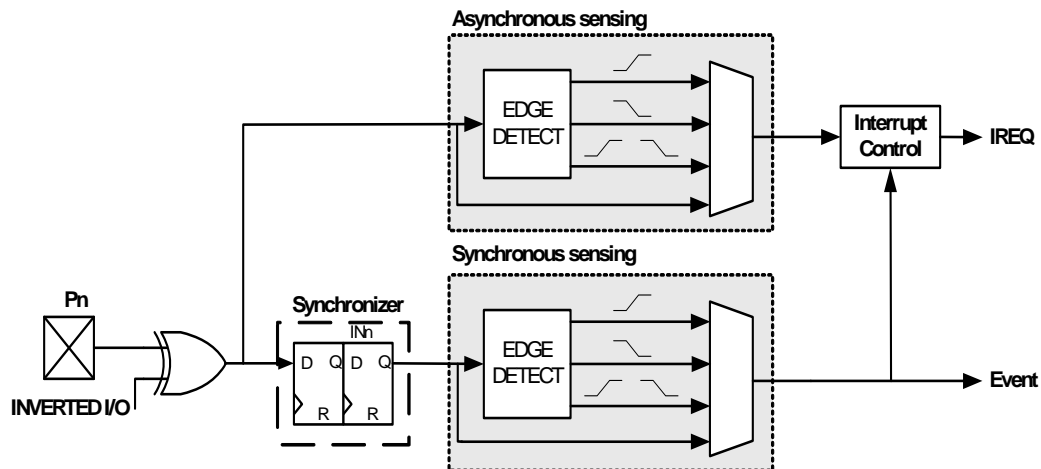 Asynchronous sensing
EDGE
DETECT
Interrupt
Control
IREQ
Synchronous sensing
Pn
Synchronizer
INn
D Q D Q
R R
EDGE
DETECT
INVERTED I/O
Event